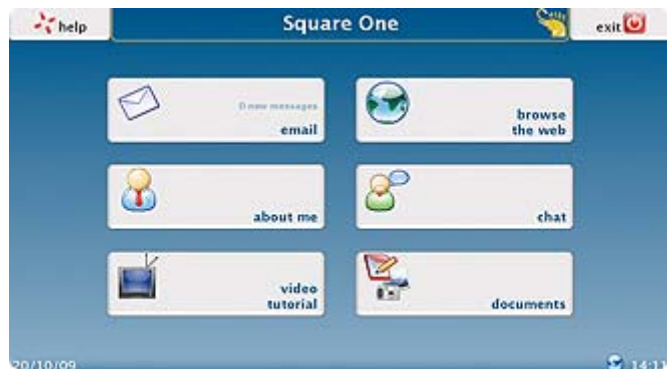 help
Square One
exit
0 new messages
email
browse
the web
about me
chat
video
tutorial
documents
20/10/09
14:11